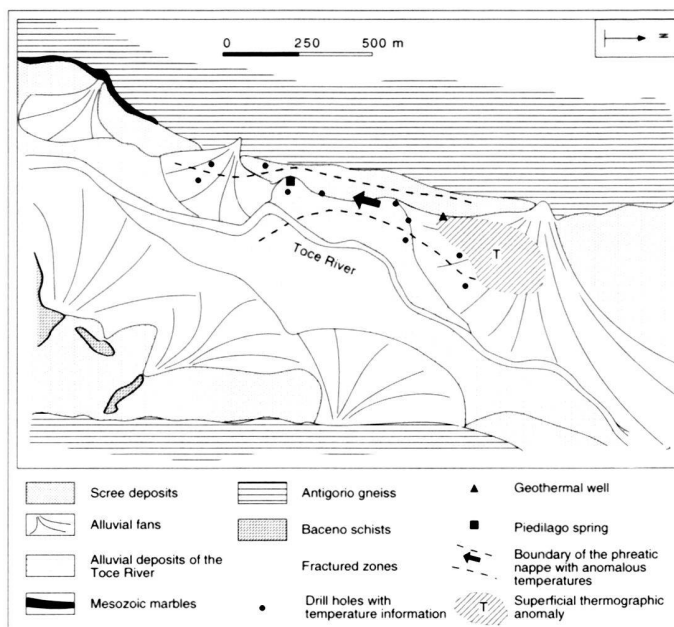 0 250 500 m
N
T
Toce River
Scree deposits
Alluvial fans
Alluvial deposits of the
Toce River
Mesozoic marbles
Antigorio gneiss
Baceno schists
Fractured zones
Drill holes with
temperature information
Geothermal well
Piedilago spring
Boundary of the phreatic
nappe with anomalous
temperatures
T
Superficial thermographic
anomaly